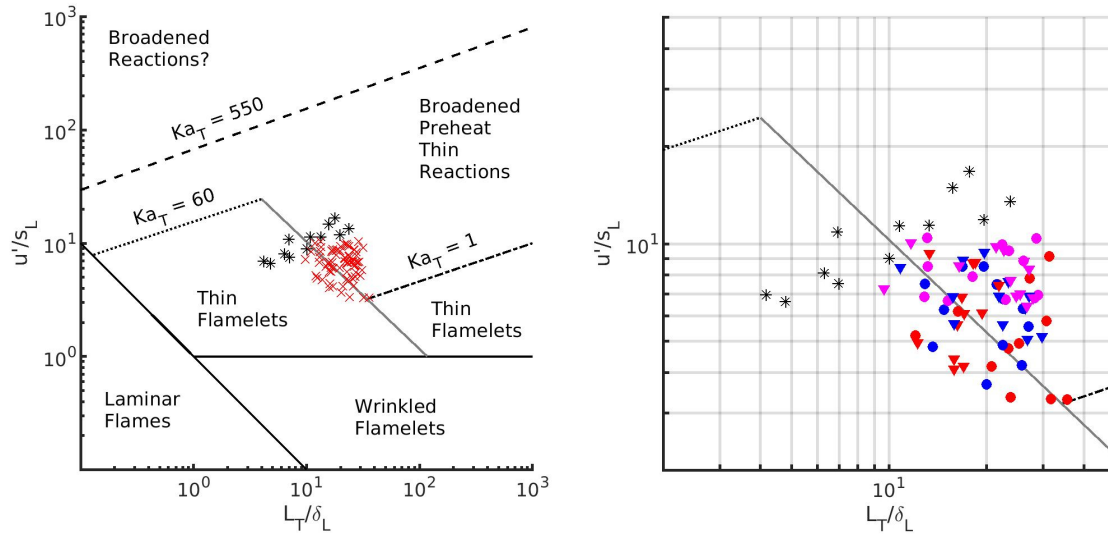 10^3
Broadened
Reactions?
Ka_T = 550
10^2
Broadened
Preheat
Thin
Reactions
Ka_T = 60
u'/s_L
10^1
Ka_T = 1
Thin
Flamelets
Thin
Flamelets
10^0
Laminar
Flames
Wrinkled
Flamelets
10^0
10^1
10^2
10^3
L_T/δ_L
u'/s_L
10^1
10^1
L_T/δ_L